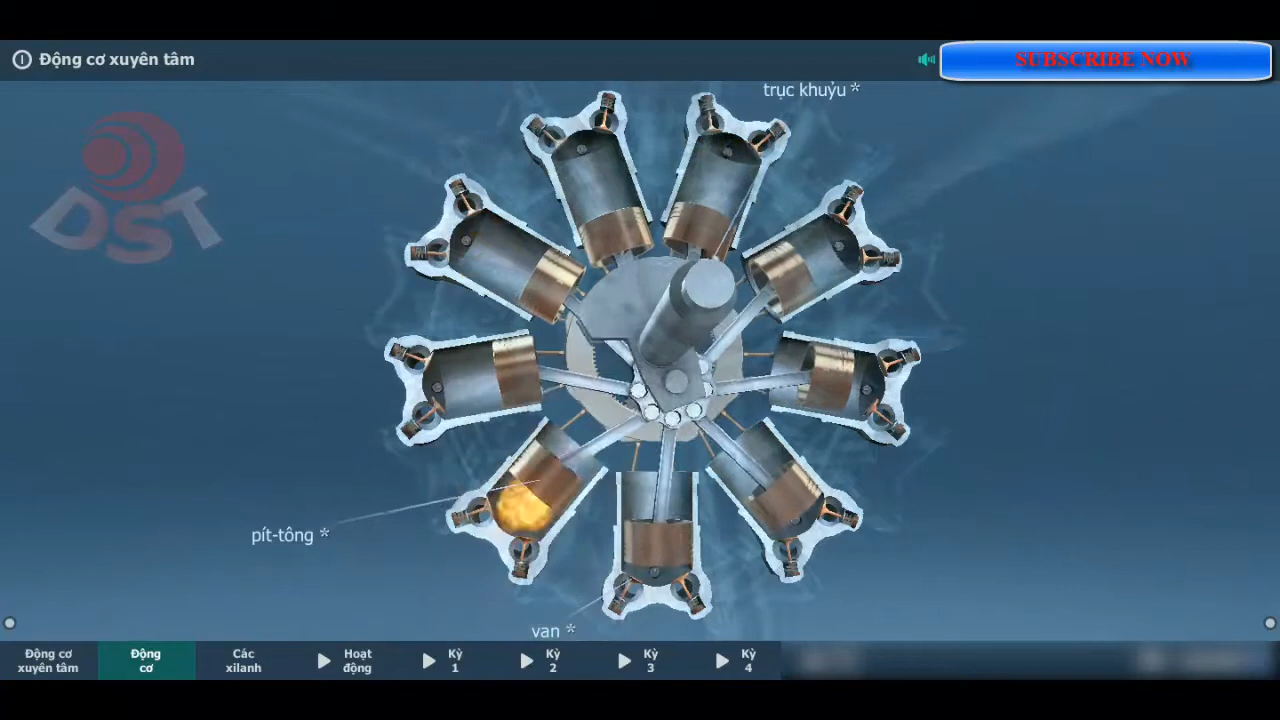 Động cơ xuyên tâm
SUBSCRIBE NOW
trục khuỷu *
DST
pít-tông *
van *
Động cơ
xuyên tâm
Động
cơ
Các
xilanh
Hoạt
động
Kỳ
1
Kỳ
2
Kỳ
3
Kỳ
4